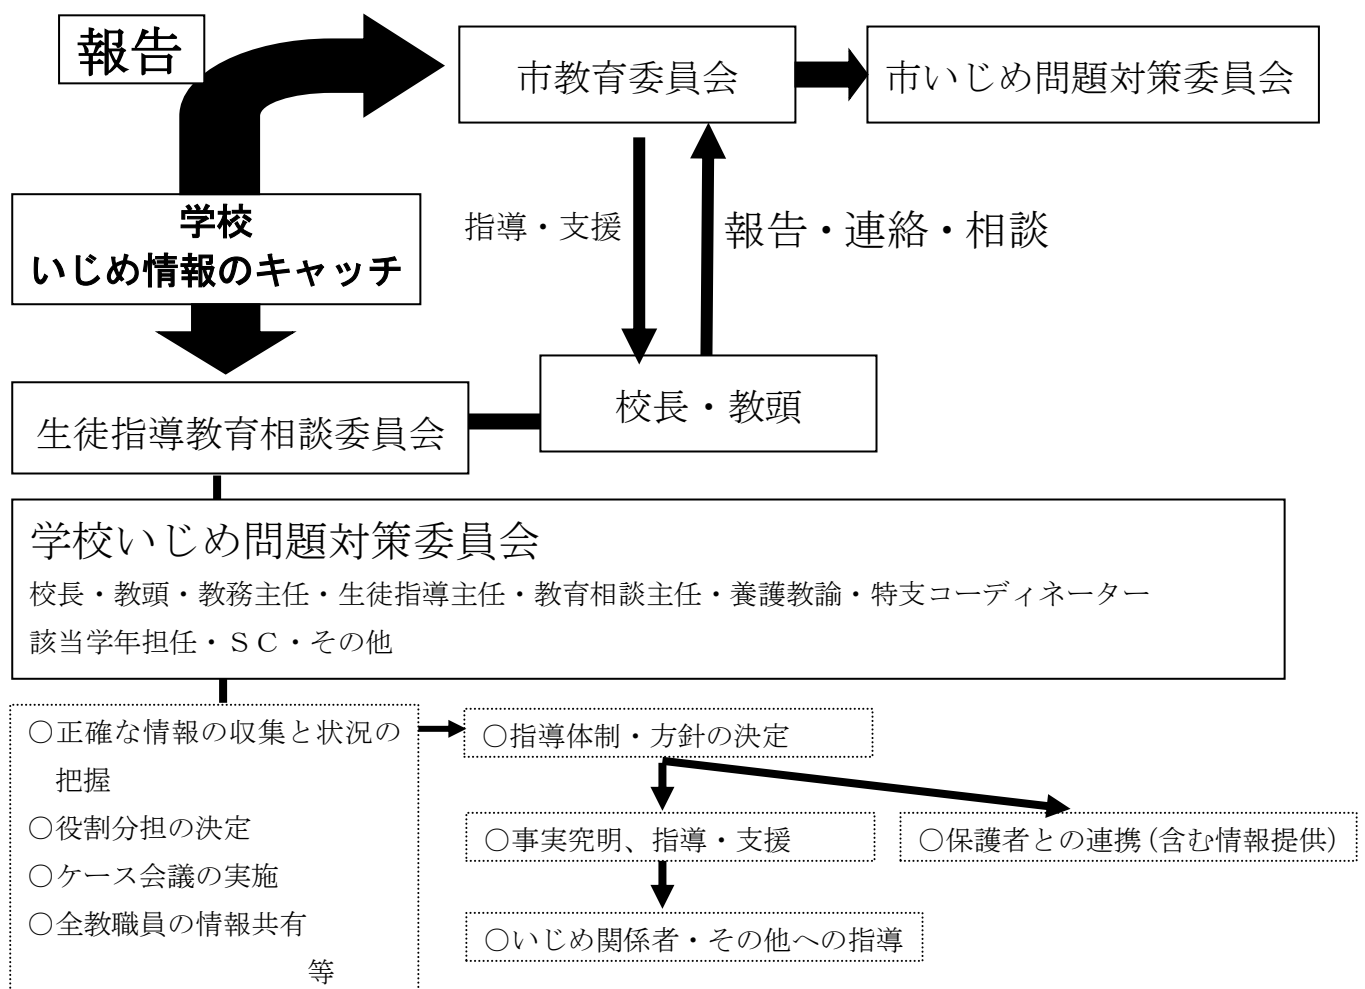 報告
市教育委員会
市いじめ問題対策委員会
学校
いじめ情報のキャッチ
指導・支援
報告・連絡・相談
校長・教頭
生徒指導教育相談委員会
学校いじめ問題対策委員会
校長・教頭・教務主任・生徒指導主任・教育相談主任・養護教諭・特支コーディネーター
該当学年担任・ＳＣ・その他
○正確な情報の収集と状況の
把握
○役割分担の決定
○ケース会議の実施
○全教職員の情報共有
等
○指導体制・方針の決定
○事実究明、指導・支援
○保護者との連携(含む情報提供)
○いじめ関係者・その他への指導